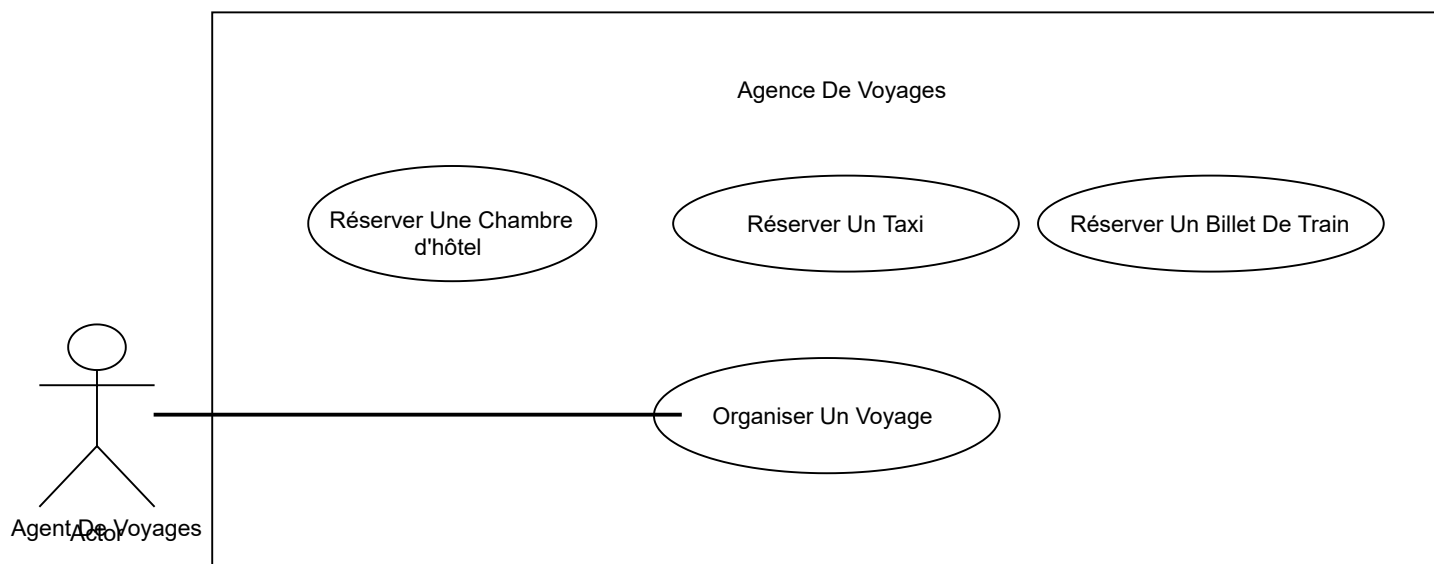 Agence De Voyages
Réserver Une Chambre
d'hôtel
Réserver Un Taxi
Réserver Un Billet De Train
Organiser Un Voyage
Agent De Voyages
Actor